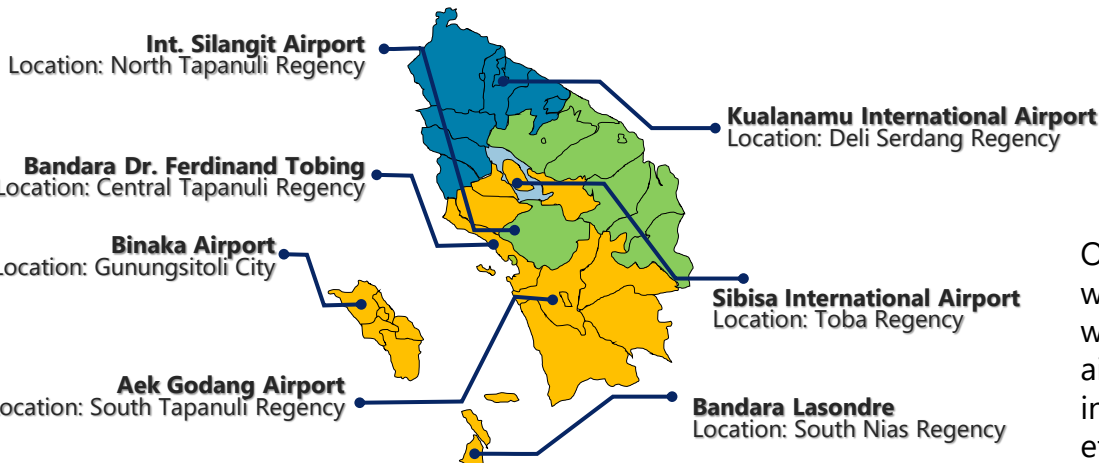 Int. Silangit Airport
Location: North Tapanuli Regency
Kualanamu International Airport
Location: Deli Serdang Regency
Bandara Dr. Ferdinand Tobing
Location: Central Tapanuli Regency
Binaka Airport
Location: Gunungsitoli City
Sibisa International Airport
Location: Toba Regency
Aek Godang Airport
Location: South Tapanuli Regency
Bandara Lasondre
Location: South Nias Regency